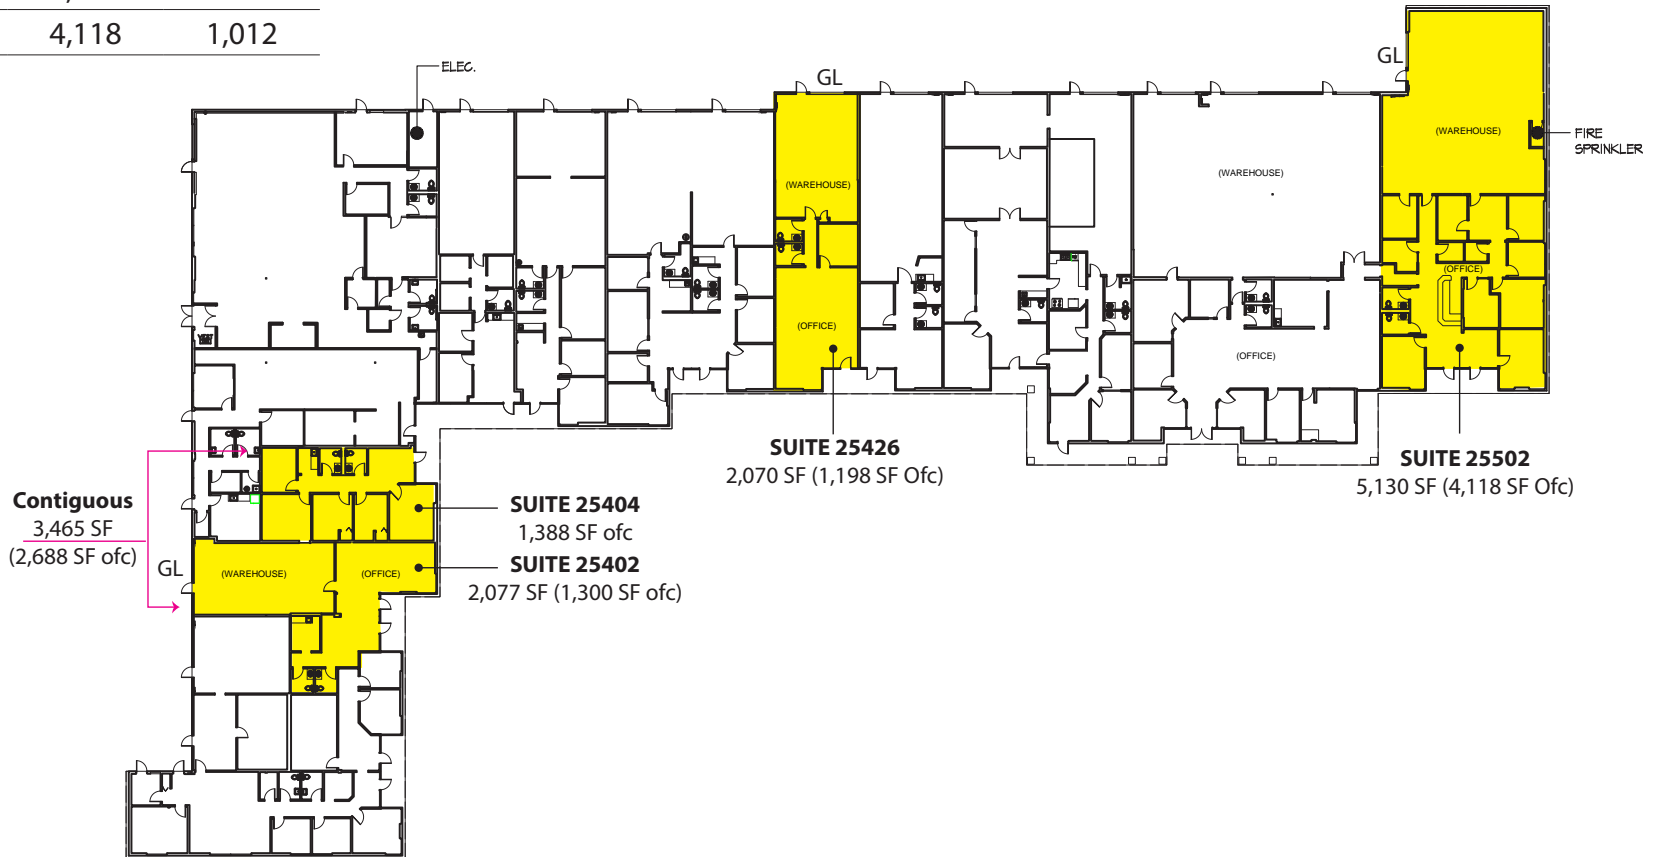 4,118 1,012
ELEC.
GL
GL
(WAREHOUSE)
FIRE
SPRINKLER
(WAREHOUSE)
(WAREHOUSE)
(OFFICE)
(OFFICE)
(OFFICE)
SUITE 25426
2,070 SF (1,198 SF Ofc)
SUITE 25502
5,130 SF (4,118 SF Ofc)
Contiguous
3,465 SF
(2,688 SF ofc)
SUITE 25404
1,388 SF ofc
SUITE 25402
2,077 SF (1,300 SF ofc)
GL
(WAREHOUSE)
(OFFICE)